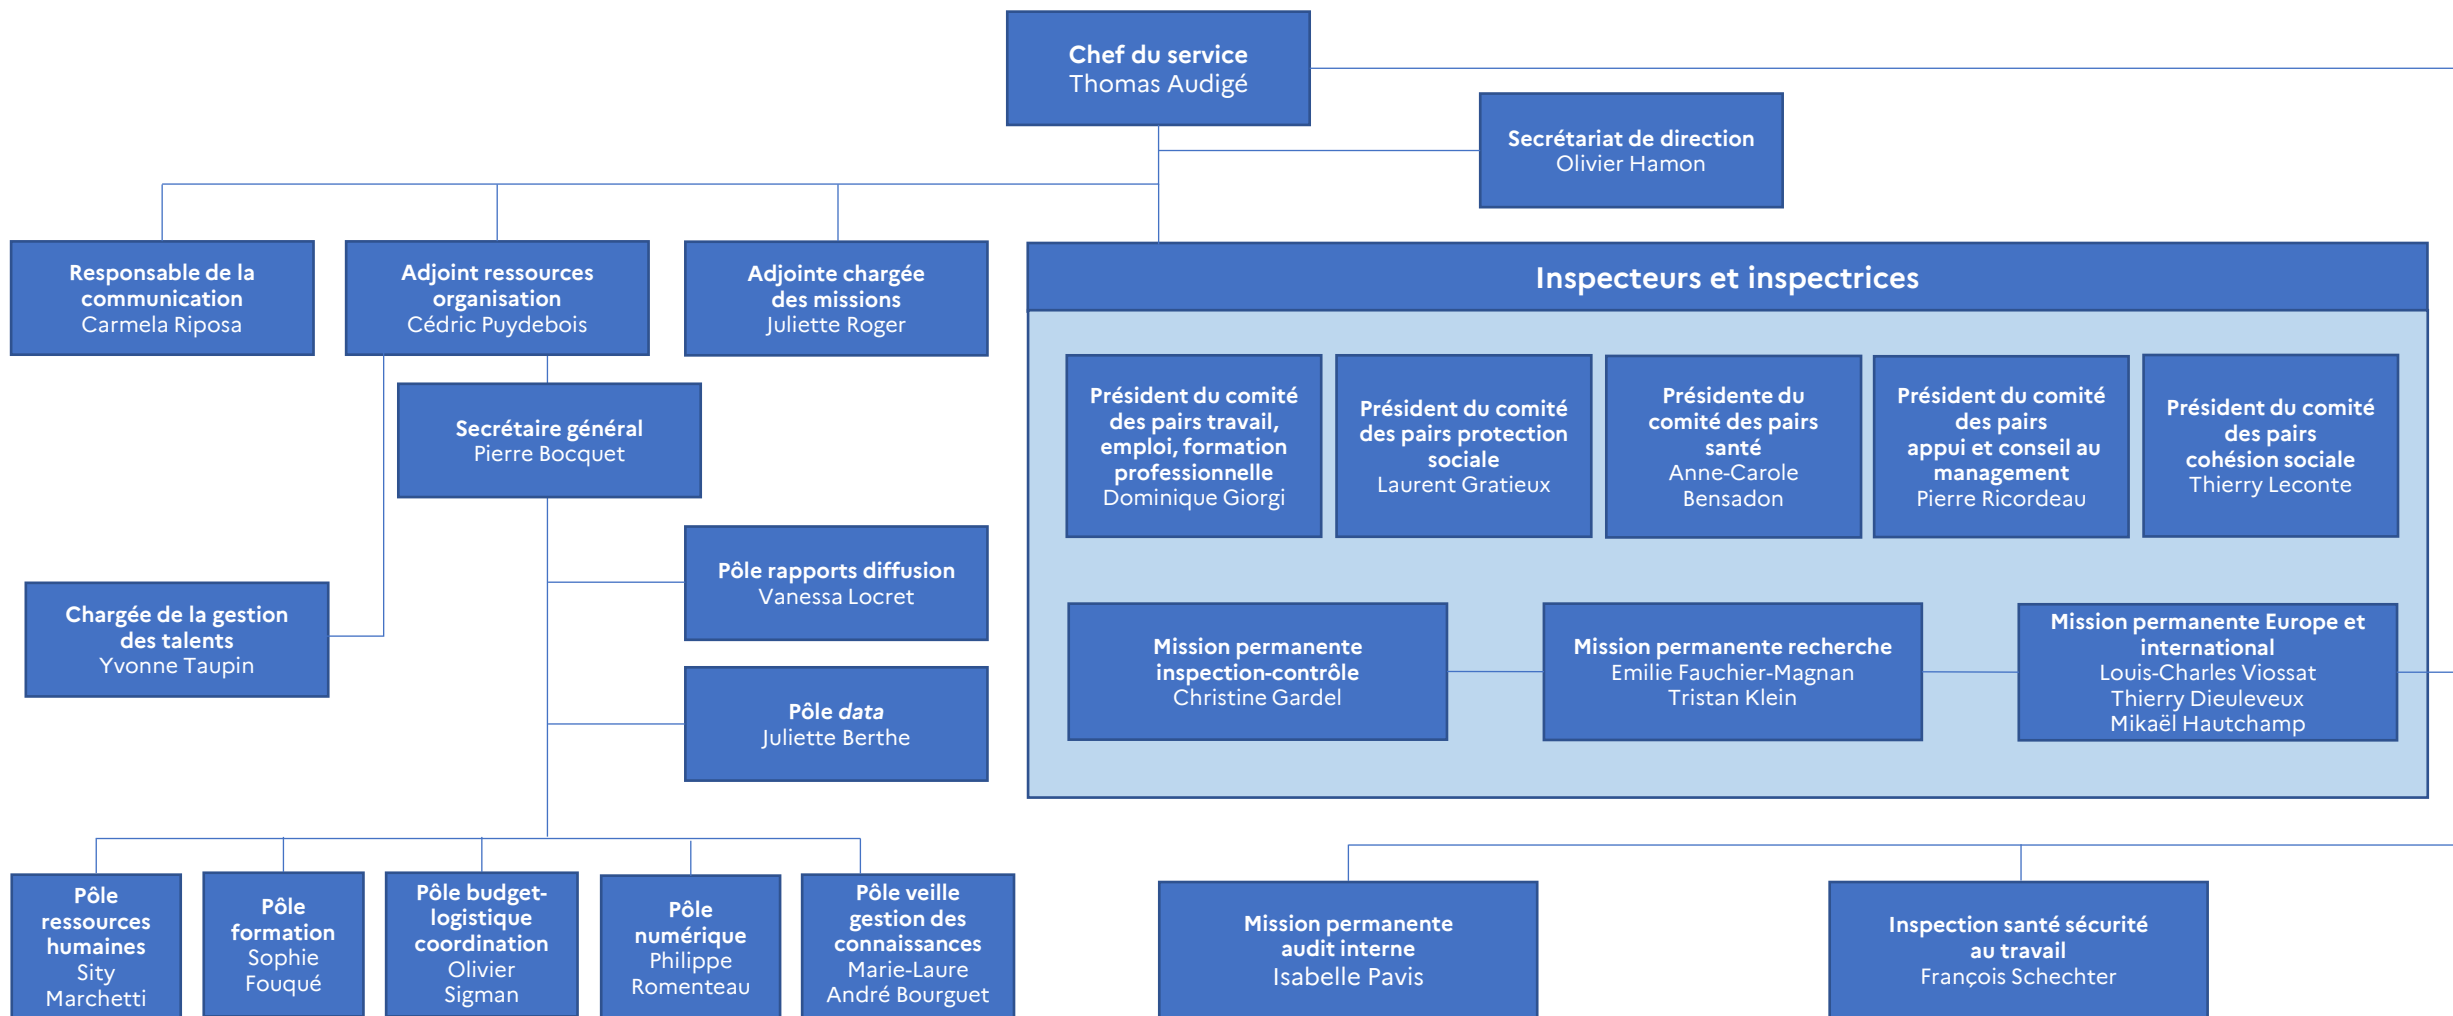 Chef du service
Thomas Audigé
Secrétariat de direction
Olivier Hamon
Responsable de la
communication
Carmela Riposa
Adjoint ressources
organisation
Cédric Puydebois
Adjointe chargée
des missions
Juliette Roger
Secrétaire général
Pierre Bocquet
Chargée de la gestion
des talents
Yvonne Taupin
Pôle rapports diffusion
Vanessa Locret
Pôle data
Juliette Berthe
Pôle
ressources
humaines
Sity
Marchetti
Pôle
formation
Sophie
Fouqué
Pôle budget-
logistique
coordination
Olivier
Sigman
Pôle
numérique
Philippe
Romenteau
Pôle veille
gestion des
connaissances
Marie-Laure
André Bourguet
Inspecteurs et inspectrices
Président du comité
des pairs travail,
emploi, formation
professionnelle
Dominique Giorgi
Président du comité
des pairs protection
sociale
Laurent Gratieux
Présidente du
comité des pairs
santé
Anne-Carole
Bensadon
Président du comité
des pairs
appui et conseil au
management
Pierre Ricordeau
Président du comité
des pairs
cohésion sociale
Thierry Leconte
Mission permanente
inspection-contrôle
Christine Gardel
Mission permanente recherche
Emilie Fauchier-Magnan
Tristan Klein
Mission permanente Europe et
international
Louis-Charles Viossat
Thierry Dieuleveux
Mikaël Hautchamp
Mission permanente
audit interne
Isabelle Pavis
Inspection santé sécurité
au travail
François Schechter